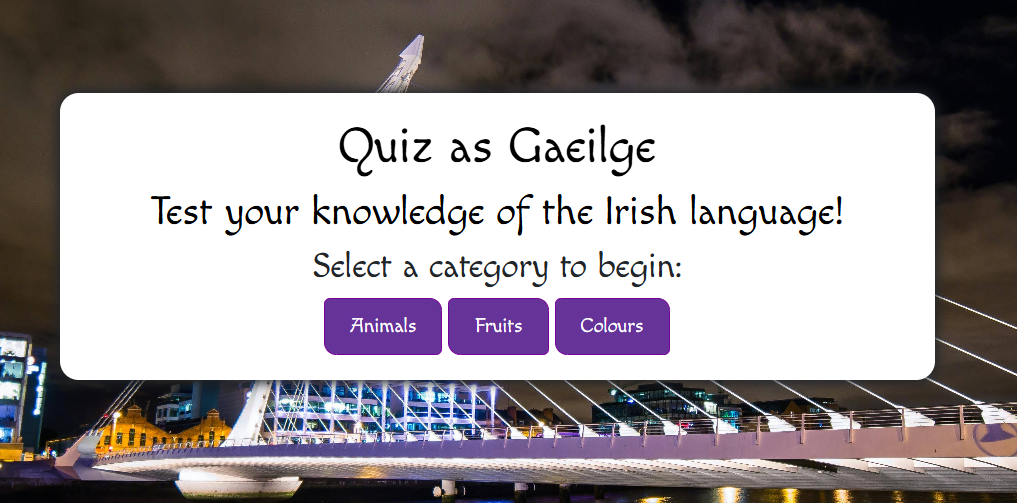 Quiz as Gaeilge
Test your knowledge of the Irish language!
Select a category to begin:
Animals Fruits Colours